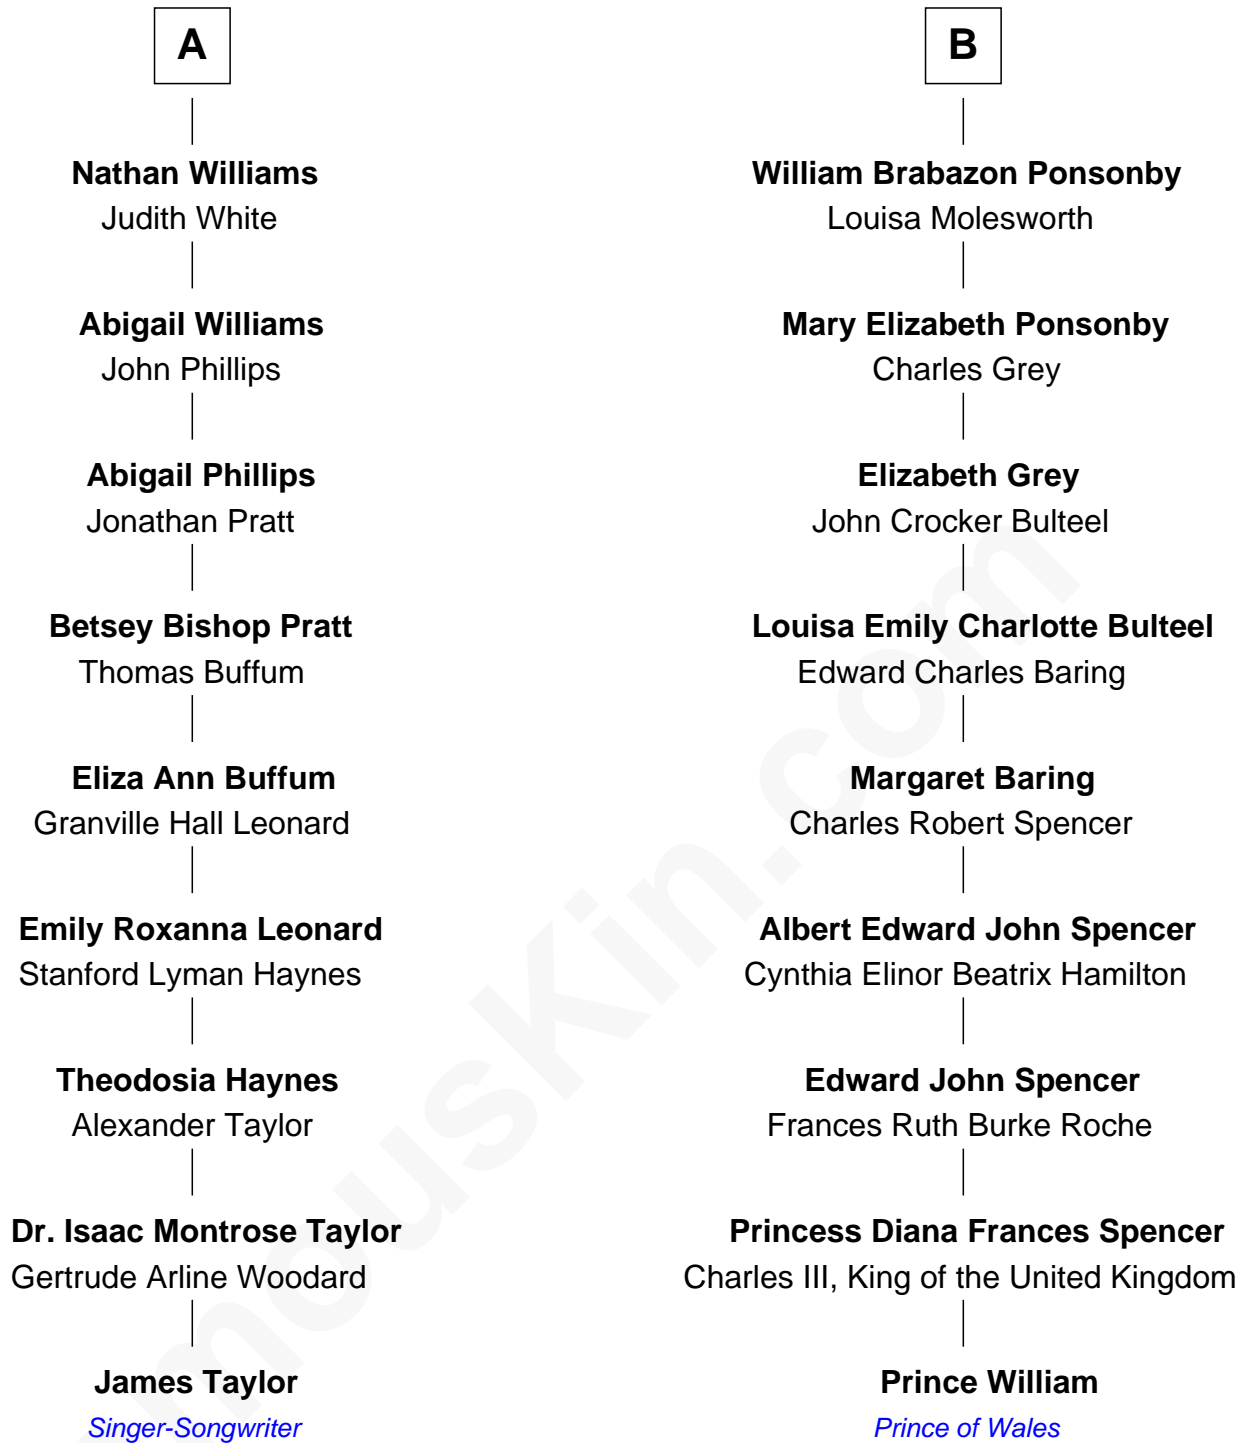 A
Nathan Williams
Judith White
Abigail Williams
John Phillips
Abigail Phillips
Jonathan Pratt
Betsey Bishop Pratt
Thomas Buffum
Eliza Ann Buffum
Granville Hall Leonard
Emily Roxanna Leonard
Stanford Lyman Haynes
Theodosia Haynes
Alexander Taylor
Dr. Isaac Montrose Taylor
Gertrude Arline Woodard
James Taylor
Singer-Songwriter
B
William Brabazon Ponsonby
Louisa Molesworth
Mary Elizabeth Ponsonby
Charles Grey
Elizabeth Grey
John Crocker Bulteel
Louisa Emily Charlotte Bulteel
Edward Charles Baring
Margaret Baring
Charles Robert Spencer
Albert Edward John Spencer
Cynthia Elinor Beatrix Hamilton
Edward John Spencer
Frances Ruth Burke Roche
Princess Diana Frances Spencer
Charles III, King of the United Kingdom
Prince William
Prince of Wales
mousKin.com